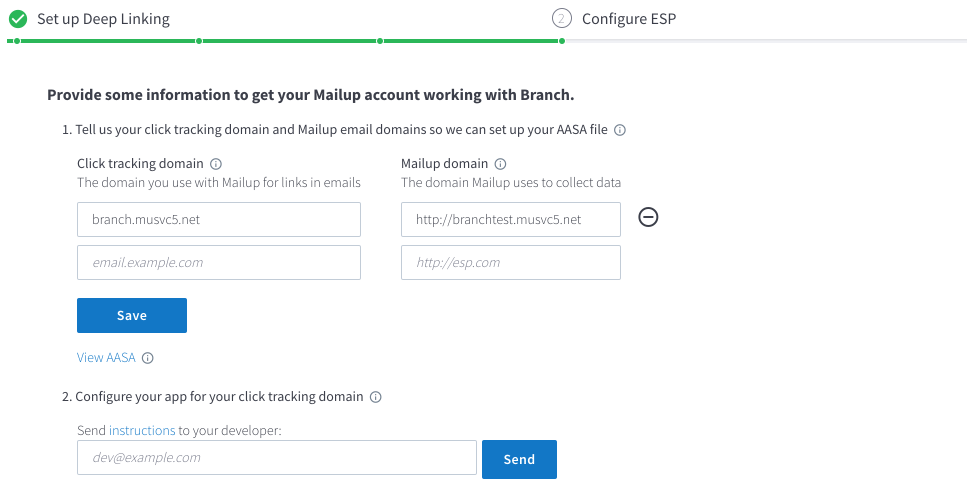 Set up Deep Linking
2 Configure ESP
Provide some information to get your Mailup account working with Branch.
1. Tell us your click tracking domain and Mailup email domains so we can set up your AASA file
Click tracking domain Mailup domain
The domain you use with Mailup for links in emails The domain Mailup uses to collect data
branch.musvc5.net http://branchtest.musvc5.net
email.example.com http://esp.com
Save
View AASA
2. Configure your app for your click tracking domain
Send instructions to your developer:
dev@example.com Send